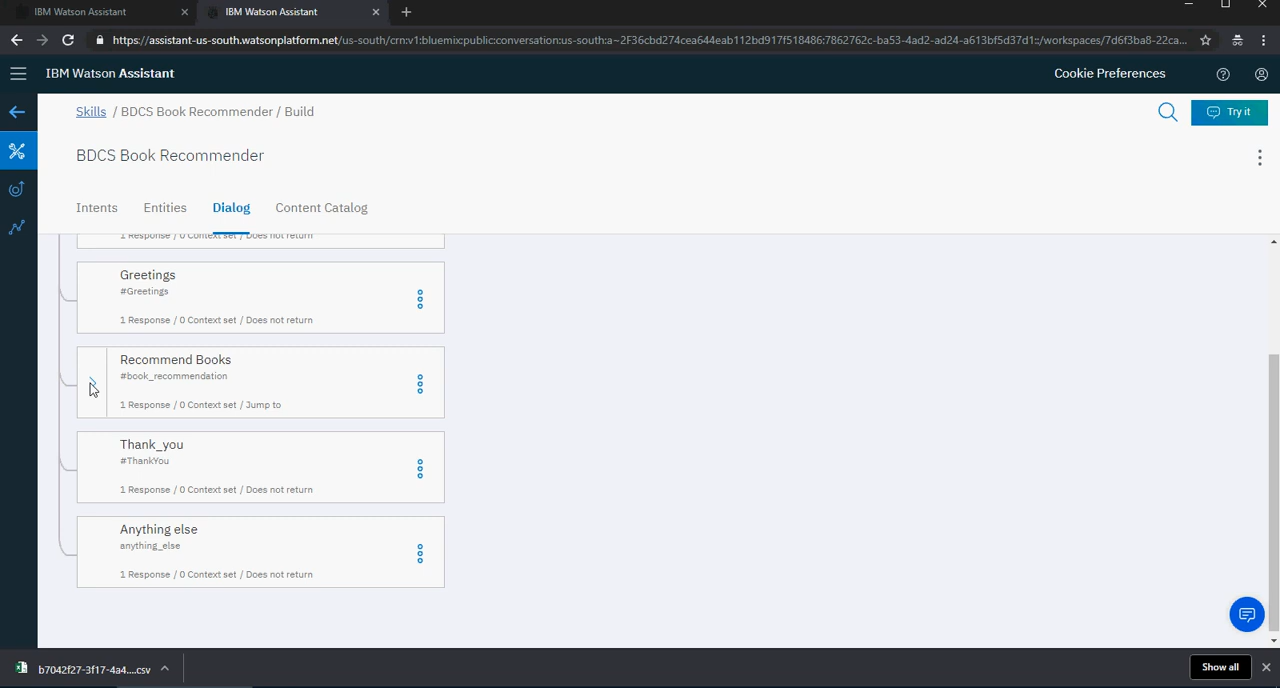 IBM Watson Assistant
IBM Watson Assistant
https://assistant-us-south.watsonplatform.net/us-south/crn:v1:bluemix:public:conversation:us-south:a~2F36cbd274cea644eab112bd917f518486:7862762c-ba53-4ad2-ad24-a613bf5d37d1::/workspaces/7d6f3ba8-22ca...
IBM Watson Assistant
Cookie Preferences
Skills / BDCS Book Recommender / Build
Try it
BDCS Book Recommender
Intents Entities Dialog Content Catalog
1 Response / 0 Context set / Does not return
Greetings
#Greetings
1 Response / 0 Context set / Does not return
Recommend Books
#book_recommendation
1 Response / 0 Context set / Jump to
Thank_you
#ThankYou
1 Response / 0 Context set / Does not return
Anything else
anything_else
1 Response / 0 Context set / Does not return
b7042f27-3f17-4a4....csv
Show all